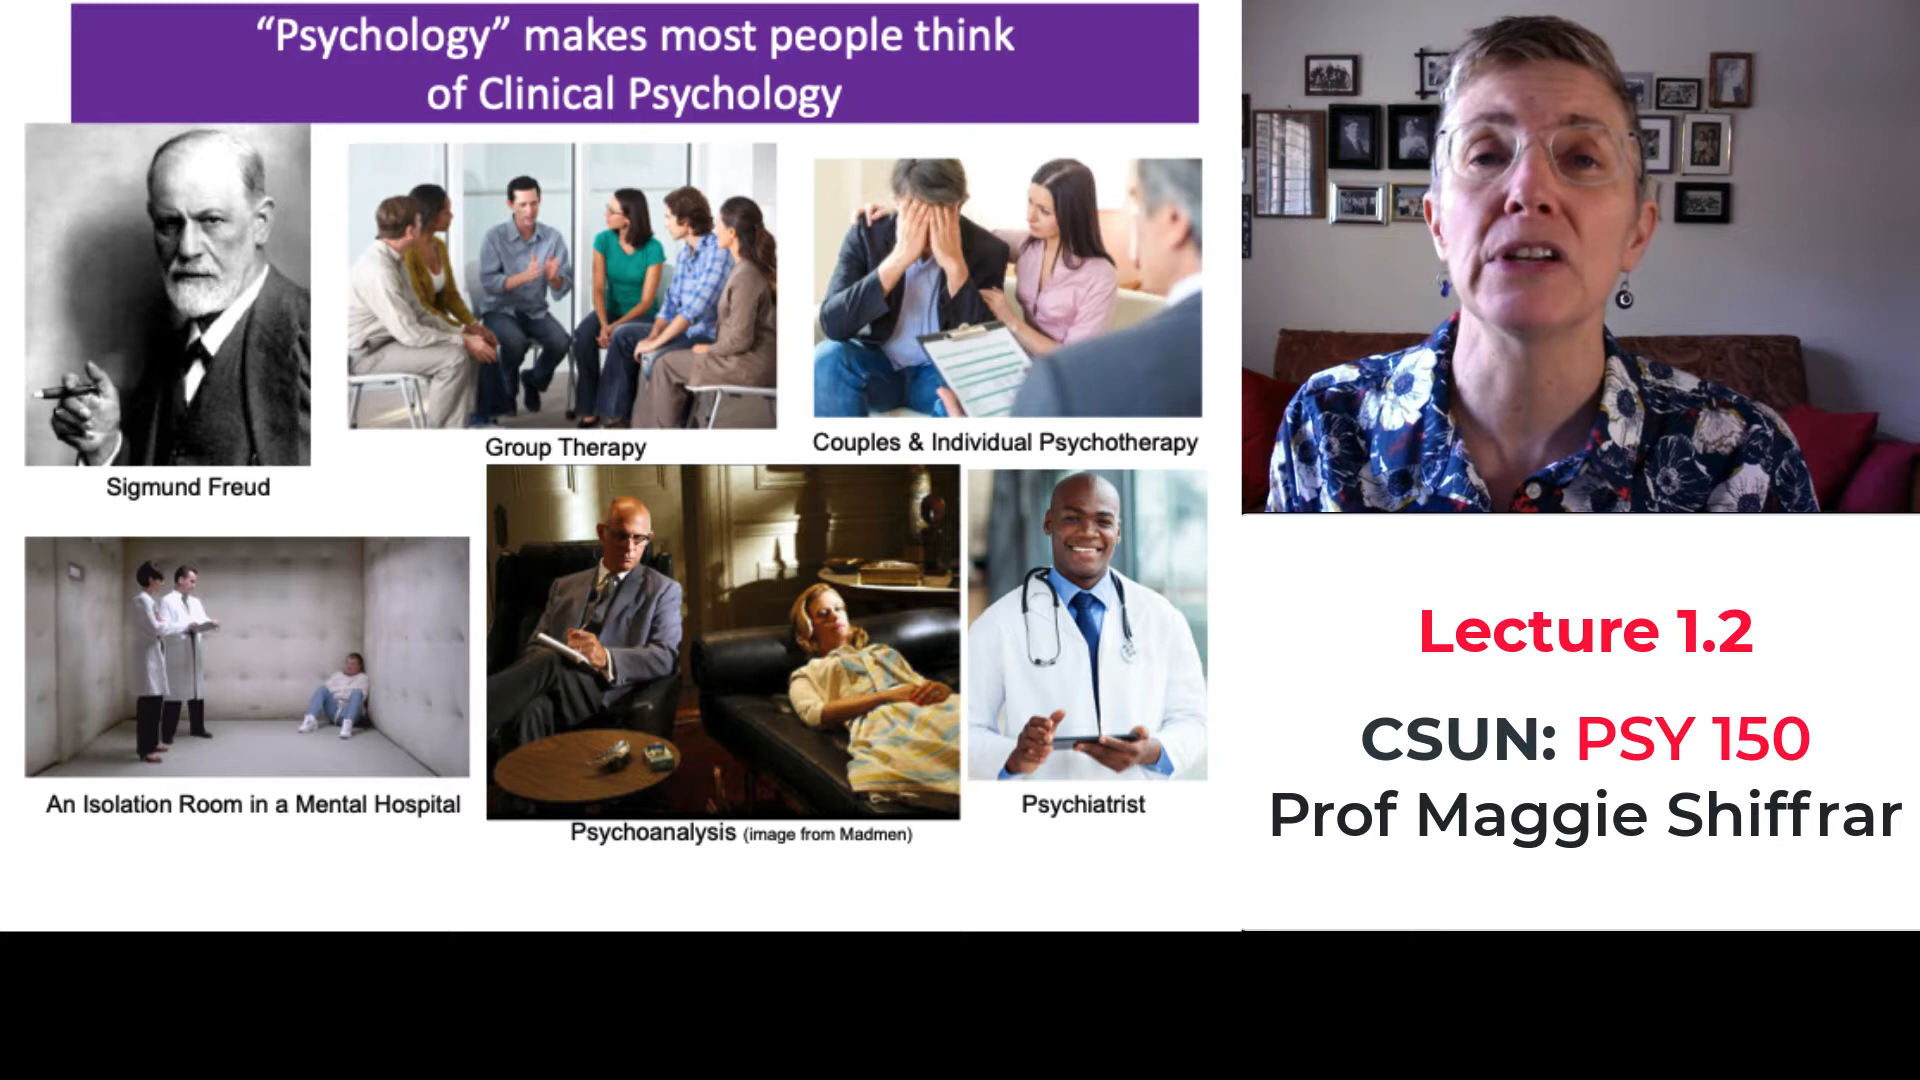 “Psychology” makes most people think
of Clinical Psychology
Sigmund Freud
Group Therapy
Couples & Individual Psychotherapy
An Isolation Room in a Mental Hospital
Psychoanalysis (image from Madmen)
Psychiatrist
Lecture 1.2
CSUN: PSY 150
Prof Maggie Shiffrar